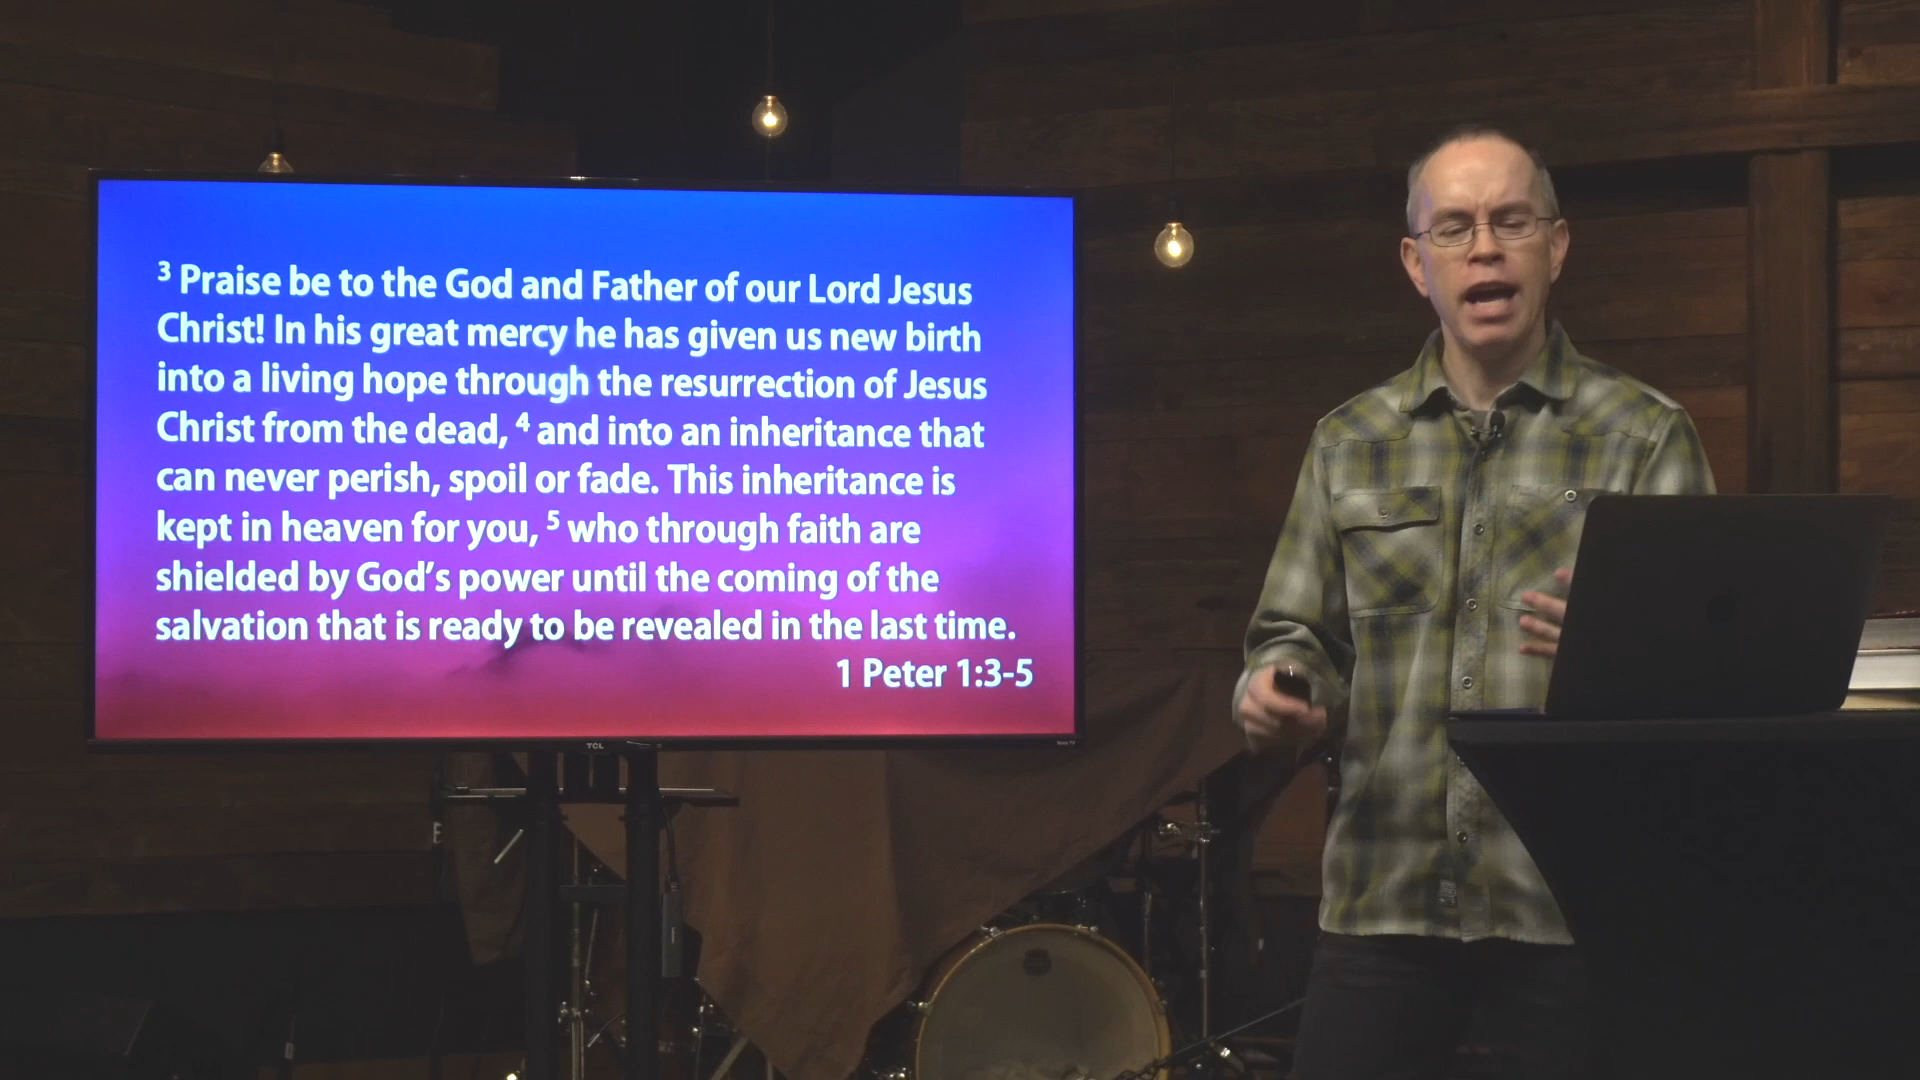 ³ Praise be to the God and Father of our Lord Jesus
Christ! In his great mercy he has given us new birth
into a living hope through the resurrection of Jesus
Christ from the dead, ⁴ and into an inheritance that
can never perish, spoil or fade. This inheritance is
kept in heaven for you, ⁵ who through faith are
shielded by God’s power until the coming of the
salvation that is ready to be revealed in the last time.
1 Peter 1:3-5
TCL
Roku TV
E